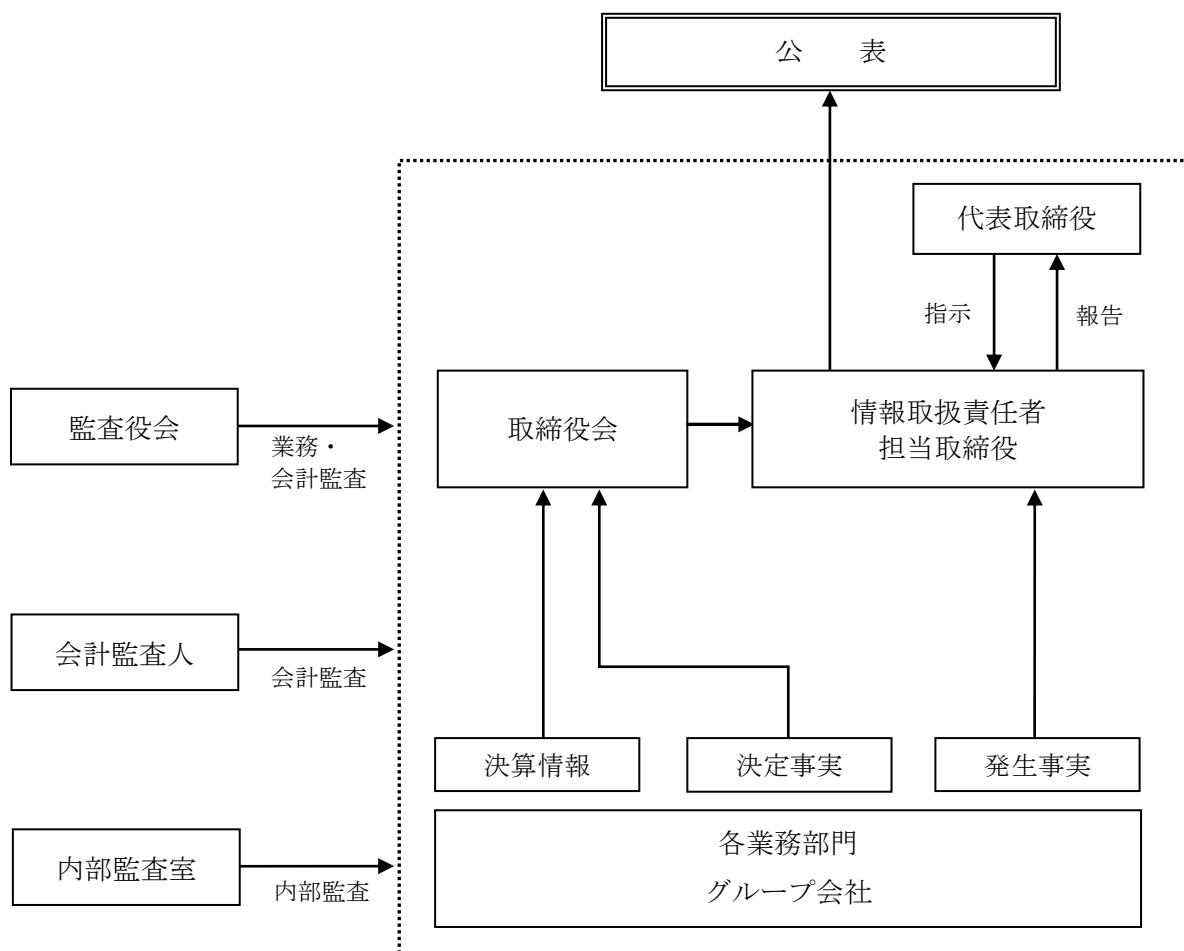 公　　表
代表取締役
指示
報告
監査役会
業務・
会計監査
取締役会
情報取扱責任者
担当取締役
会計監査人
会計監査
決算情報
決定事実
発生事実
内部監査室
内部監査
各業務部門
グループ会社